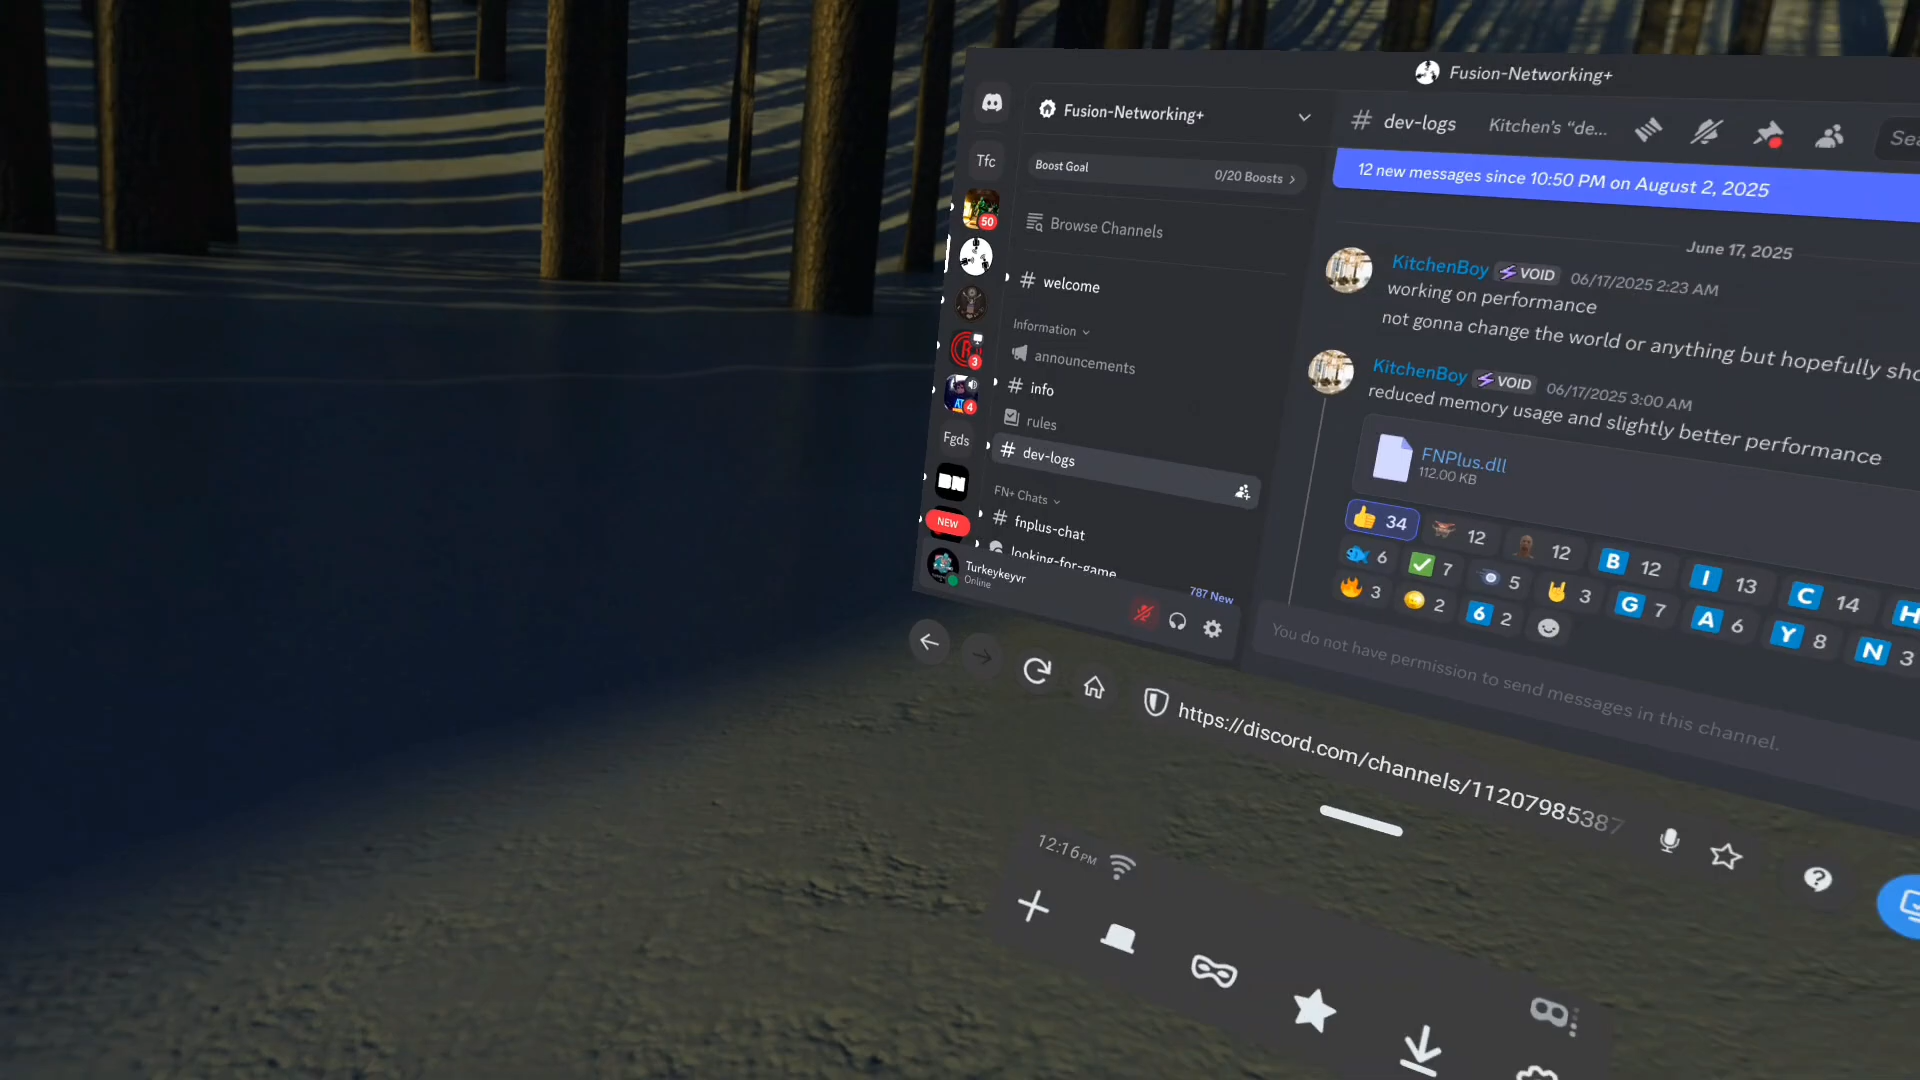 Fusion-Networking+
Fusion-Networking+
Boost Goal
0/20 Boosts
Browse Channels
welcome
Information
announcements
info
rules
dev-logs
FN+ Chats
fnplus-chat
looking-for-game
Tfc
50
3
4
Fgds
DN
NEW
Turkeykeyvr
Online
787 New
# dev-logs
Kitchen's “de...
12 new messages since 10:50 PM on August 2, 2025
June 17, 2025
KitchenBoy VOID 06/17/2025 2:23 AM
working on performance
not gonna change the world or anything but hopefully
KitchenBoy VOID 06/17/2025 3:00 AM
reduced memory usage and slightly better performance
FNPlus.dll
112.00 KB
34 12 12 B 12 I 13 C 14 H
6 7 5 3 G 7 A 6 Y 8 N 3
3 2 6 2
You do not have permission to send messages in this channel.
https://discord.com/channels/11207985387
12:16 PM